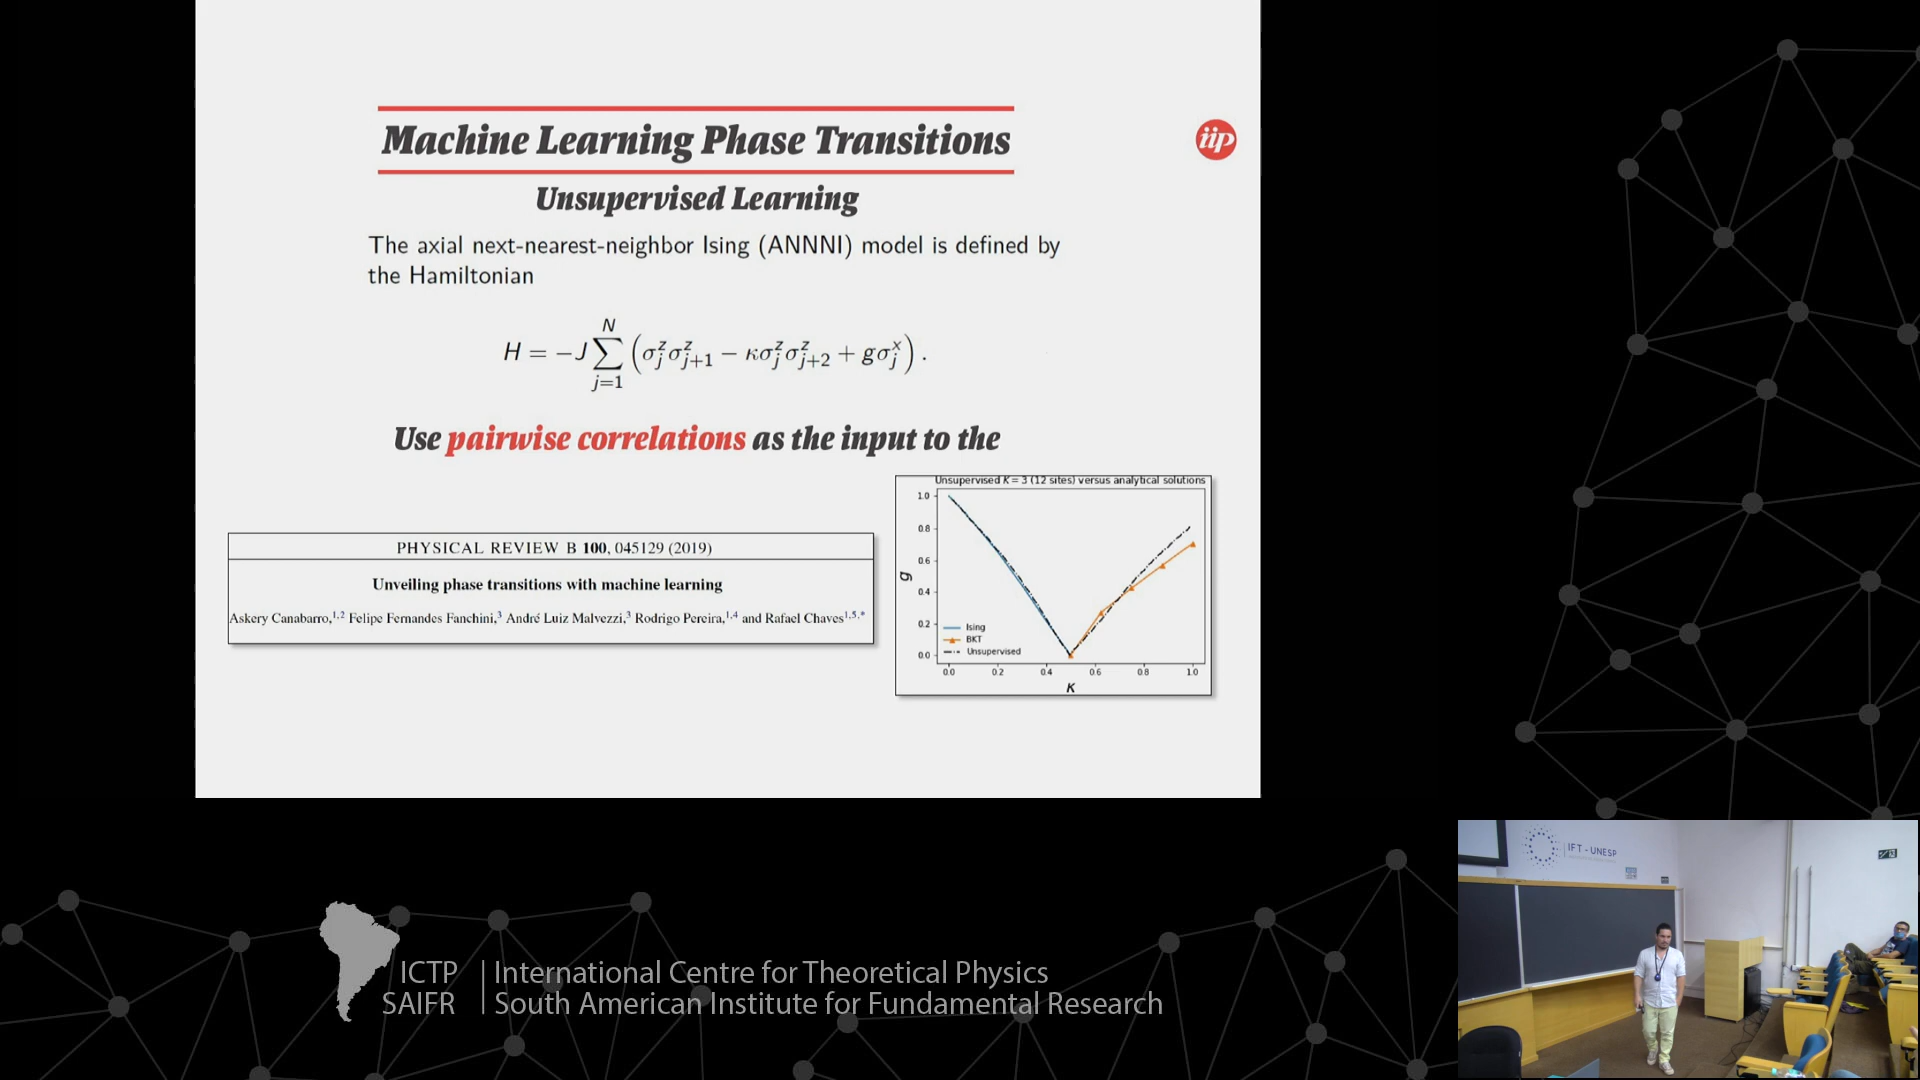 Machine Learning Phase Transitions
iip
Unsupervised Learning
The axial next-nearest-neighbor Ising (ANNNI) model is defined by
the Hamiltonian
H = −J ∑_{j=1}^{N} (σ_j^z σ_{j+1}^z − κσ_j^z σ_{j+2}^z + gσ_j^x) .
Use pairwise correlations as the input to the
PHYSICAL REVIEW B 100, 045129 (2019)
Unveiling phase transitions with machine learning
Askery Canabarro,1,2 Felipe Fernandes Fanchini,3 André Luiz Malvezzi,3 Rodrigo Pereira,1,4 and Rafael Chaves1,5,*
Unsupervised K = 3 (12 sites) versus analytical solutions
1.0
0.8
0.6
0.4
0.2
0.0
g
Ising
BKT
Unsupervised
0.0 0.2 0.4 0.6 0.8 1.0
K
IFT - UNESP
ICTP | International Centre for Theoretical Physics
SAIFR | South American Institute for Fundamental Research